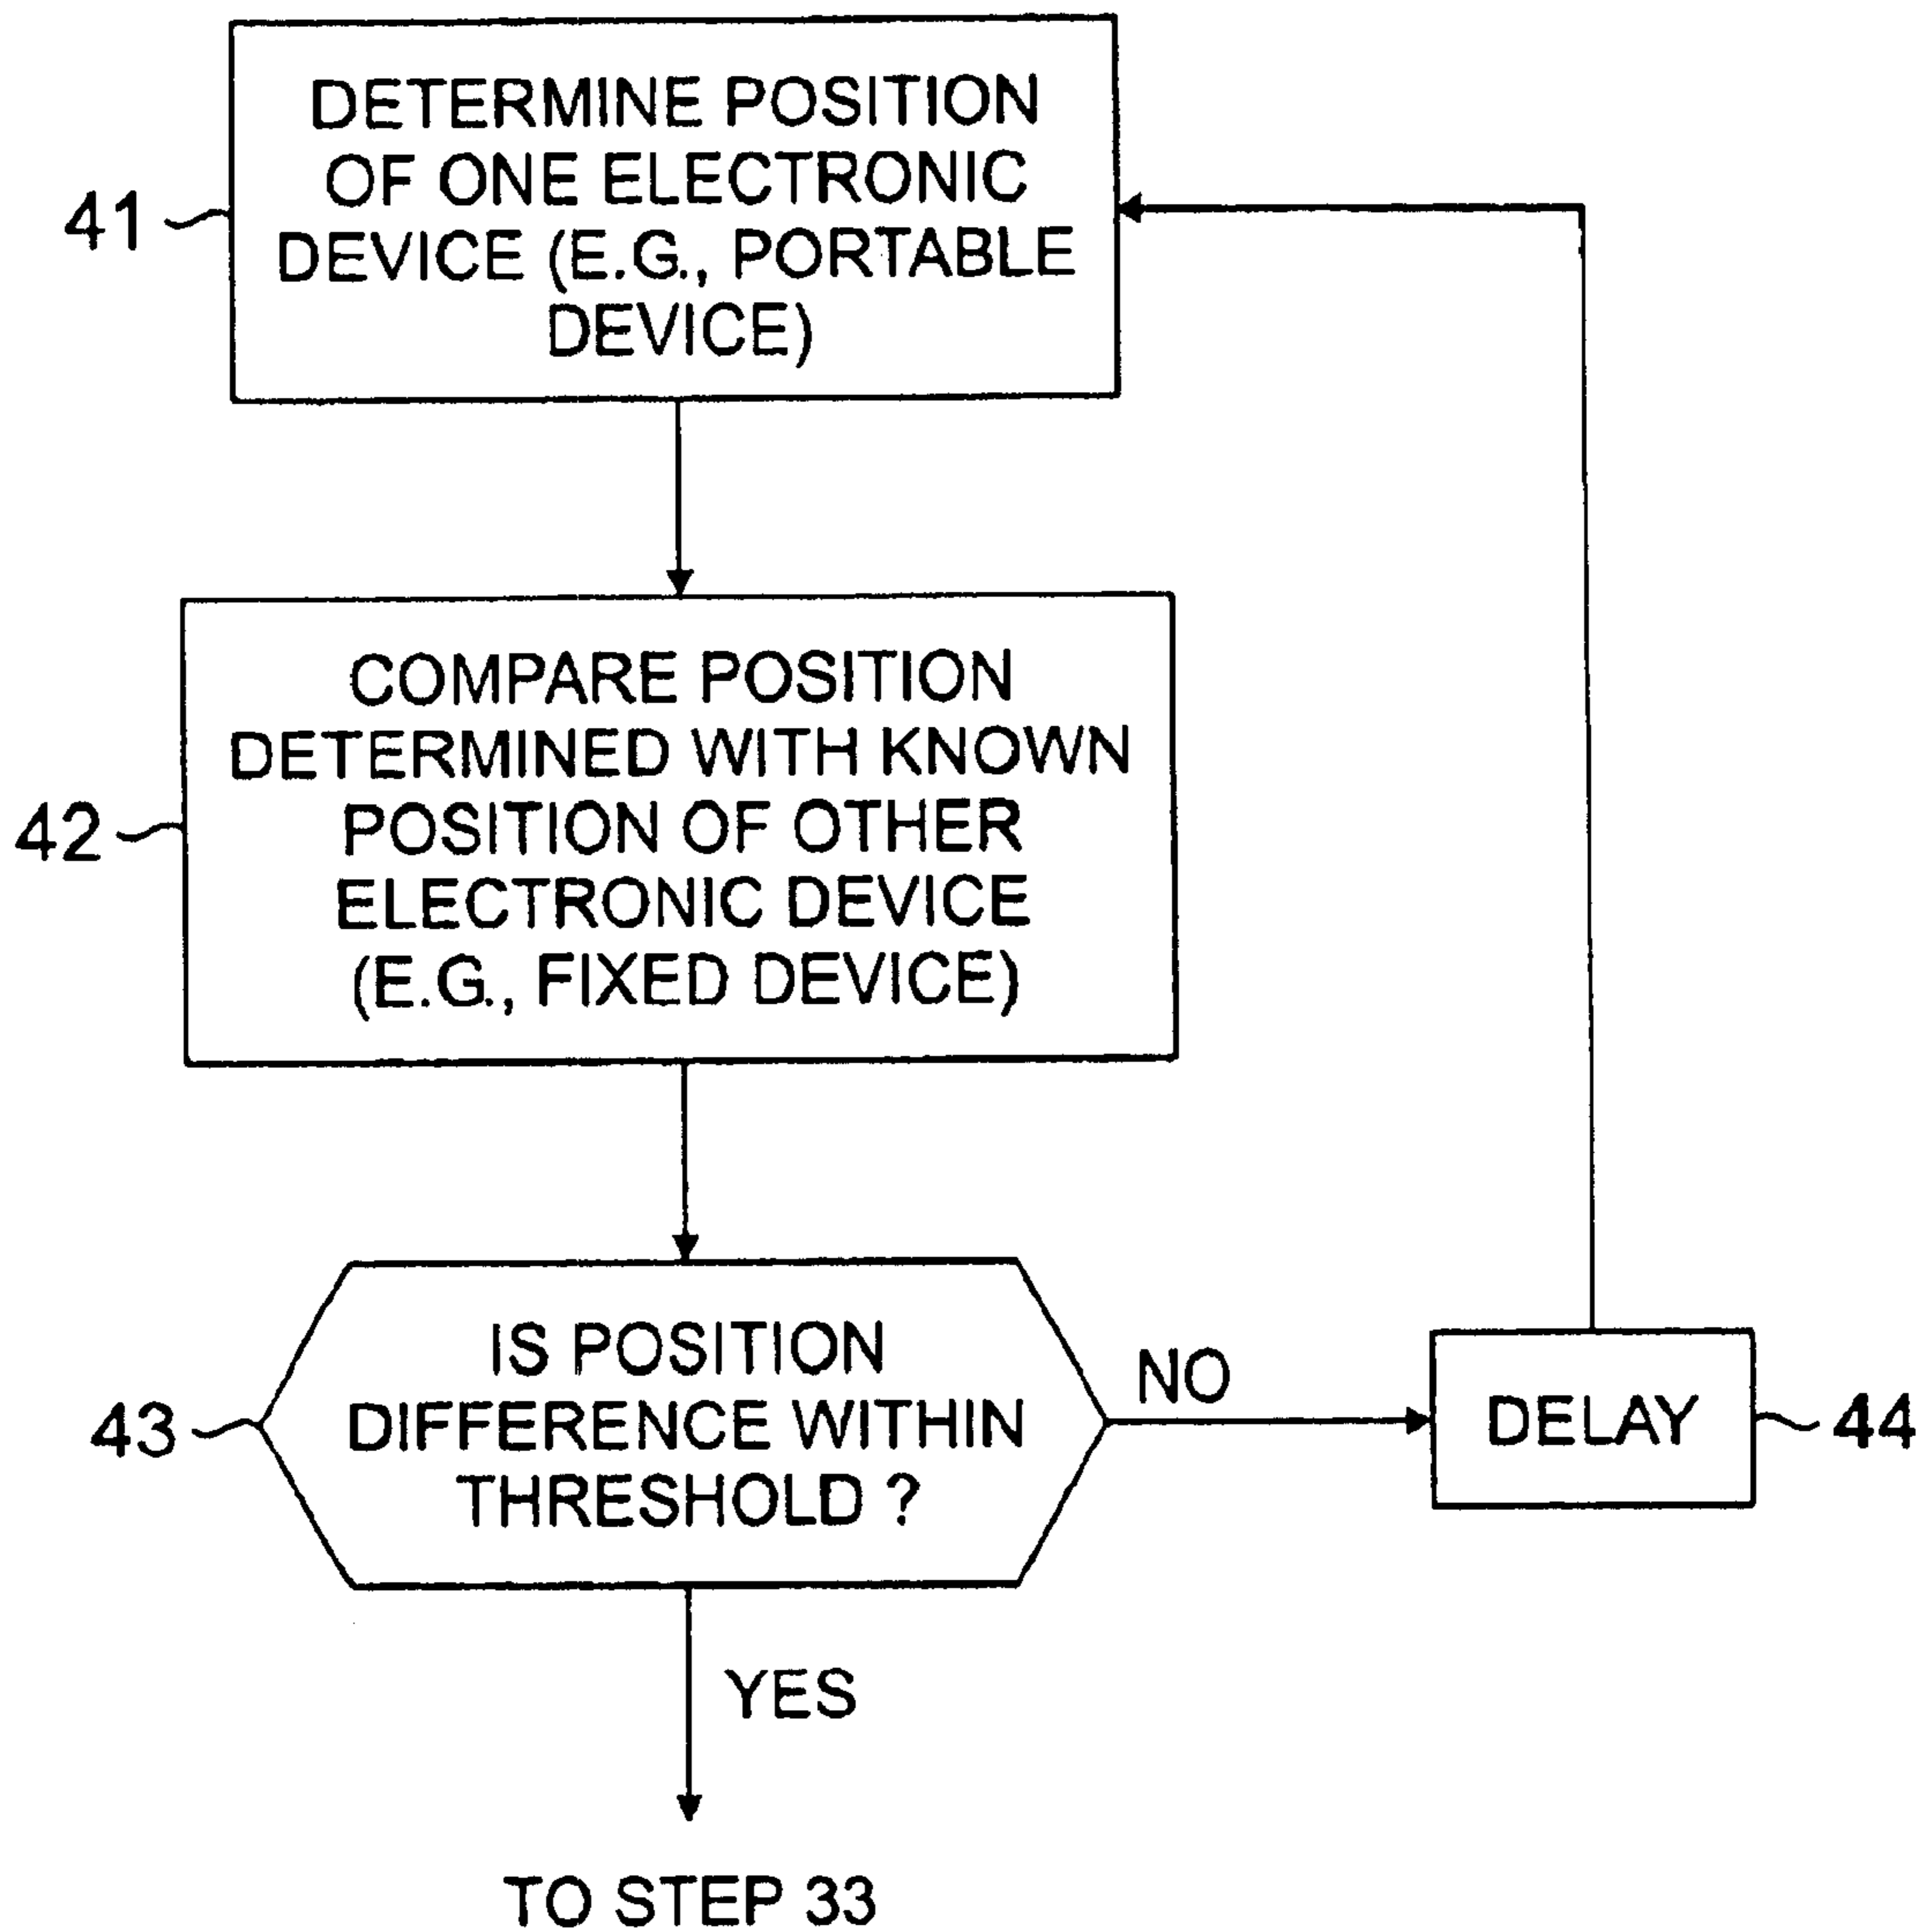 DETERMINE POSITION
OF ONE ELECTRONIC
DEVICE (E.G., PORTABLE
DEVICE)
41
COMPARE POSITION
DETERMINED WITH KNOWN
POSITION OF OTHER
ELECTRONIC DEVICE
(E.G., FIXED DEVICE)
42
IS POSITION
DIFFERENCE WITHIN
THRESHOLD ?
43
NO
DELAY
44
YES
TO STEP 33